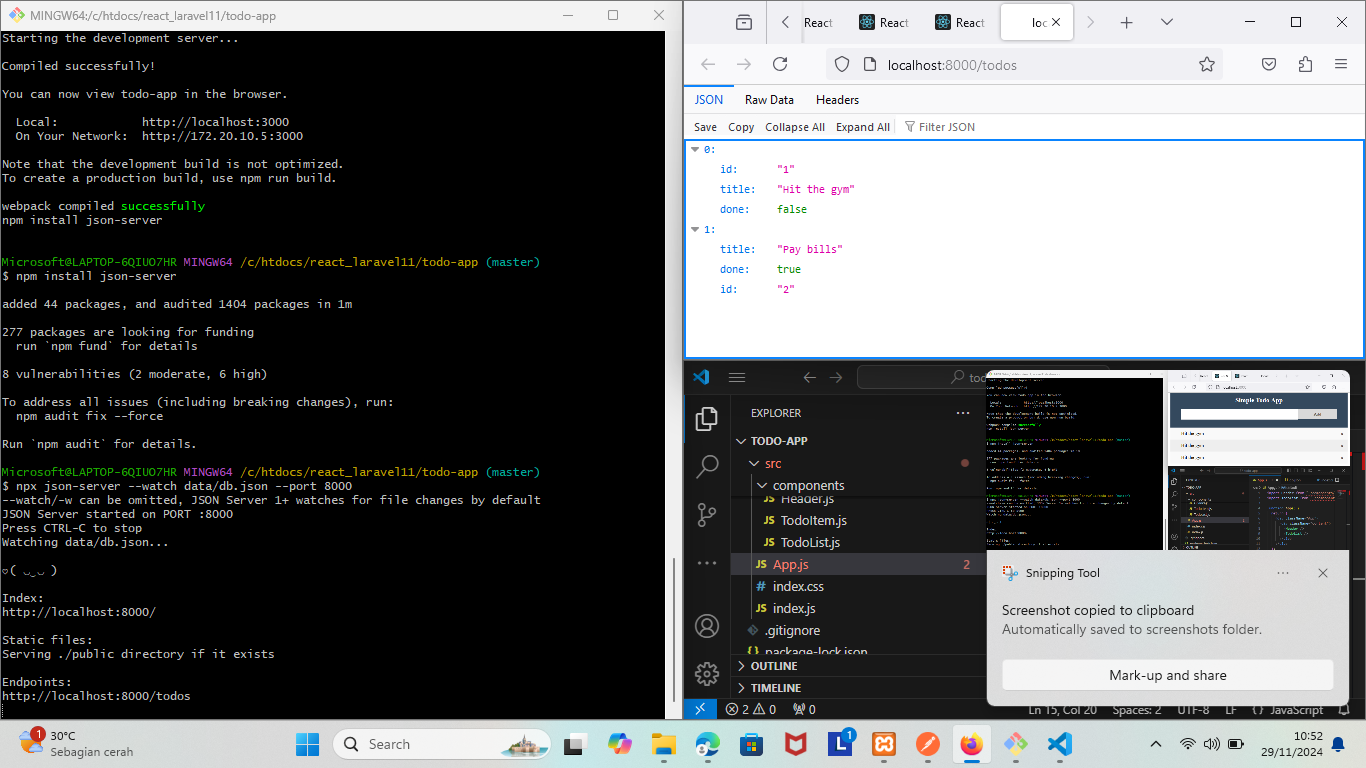 MINGW64:/c/htdocs/react_laravel11/todo-app
Starting the development server...
Compiled successfully!
You can now view todo-app in the browser.
Local: http://localhost:3000
On Your Network: http://172.20.10.5:3000
Note that the development build is not optimized.
To create a production build, use npm run build.
webpack compiled successfully
npm install json-server
Microsoft@LAPTOP-6QIUO7HR MINGW64 /c/htdocs/react_laravel11/todo-app (master)
$ npm install json-server
added 44 packages, and audited 1404 packages in 1m
277 packages are looking for funding
run `npm fund` for details
8 vulnerabilities (2 moderate, 6 high)
To address all issues (including breaking changes), run:
npm audit fix --force
Run `npm audit` for details.
Microsoft@LAPTOP-6QIUO7HR MINGW64 /c/htdocs/react_laravel11/todo-app (master)
$ npx json-server --watch data/db.json --port 8000
--watch/-w can be omitted, JSON Server 1+ watches for file changes by default
JSON Server started on PORT :8000
Press CTRL-C to stop
Watching data/db.json...
♡( ◡‿◡ )
Index:
http://localhost:8000/
Static files:
Serving ./public directory if it exists
Endpoints:
http://localhost:8000/todos
React
React
React
loc
localhost:8000/todos
JSON Raw Data Headers
Save Copy Collapse All Expand All Filter JSON
0:
id: "1"
title: "Hit the gym"
done: false
1:
title: "Pay bills"
done: true
id: "2"
EXPLORER
TODO-APP
src
components
JS Header.js
JS TodoItem.js
JS TodoList.js
JS App.js 2
# index.css
JS index.js
.gitignore
{} package-lock.json
OUTLINE
TIMELINE
2 0 0
Ln 15, Col 20 Spaces: 2 UTF-8 LF {} JavaScript
Simple Todo App
Snipping Tool
Screenshot copied to clipboard
Automatically saved to screenshots folder.
Mark-up and share
1
30°C
Sebagian cerah
Search
L 1
10:52
29/11/2024